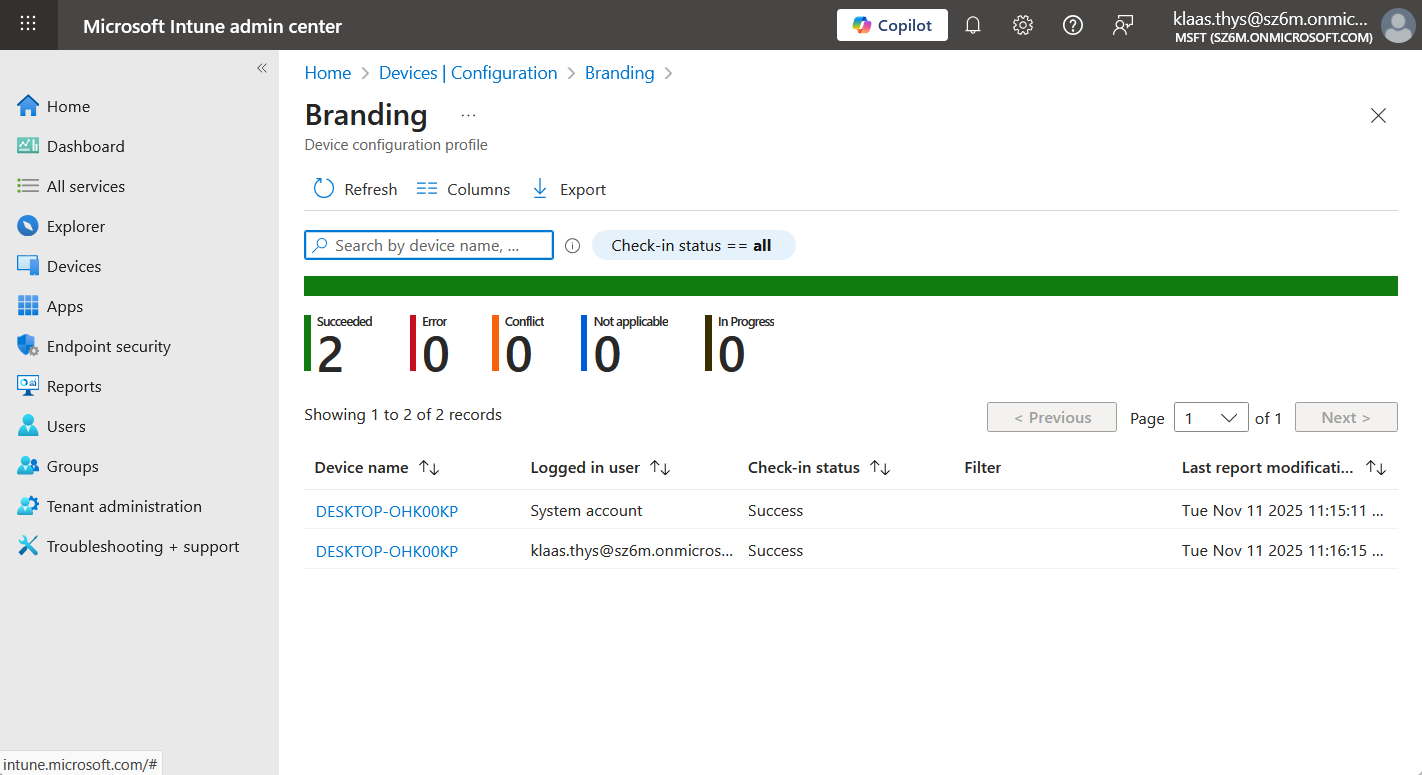 Microsoft Intune admin center
Copilot
klaas.thys@sz6m.onmic...
MSFT (SZ6M.ONMICROSOFT.COM)
«
Home
Dashboard
All services
Explorer
Devices
Apps
Endpoint security
Reports
Users
Groups
Tenant administration
Troubleshooting + support
Home > Devices | Configuration > Branding >
Branding ...
Device configuration profile
Refresh Columns Export
Search by device name, ...
Check-in status == all
Succeeded
2
Error
0
Conflict
0
Not applicable
0
In Progress
0
Showing 1 to 2 of 2 records
< Previous Page 1 of 1 Next >
Device name Logged in user Check-in status Filter Last report modificati...
DESKTOP-OHK00KP System account Success Tue Nov 11 2025 11:15:11 ...
DESKTOP-OHK00KP klaas.thys@sz6m.onmicros... Success Tue Nov 11 2025 11:16:15 ...
intune.microsoft.com/#